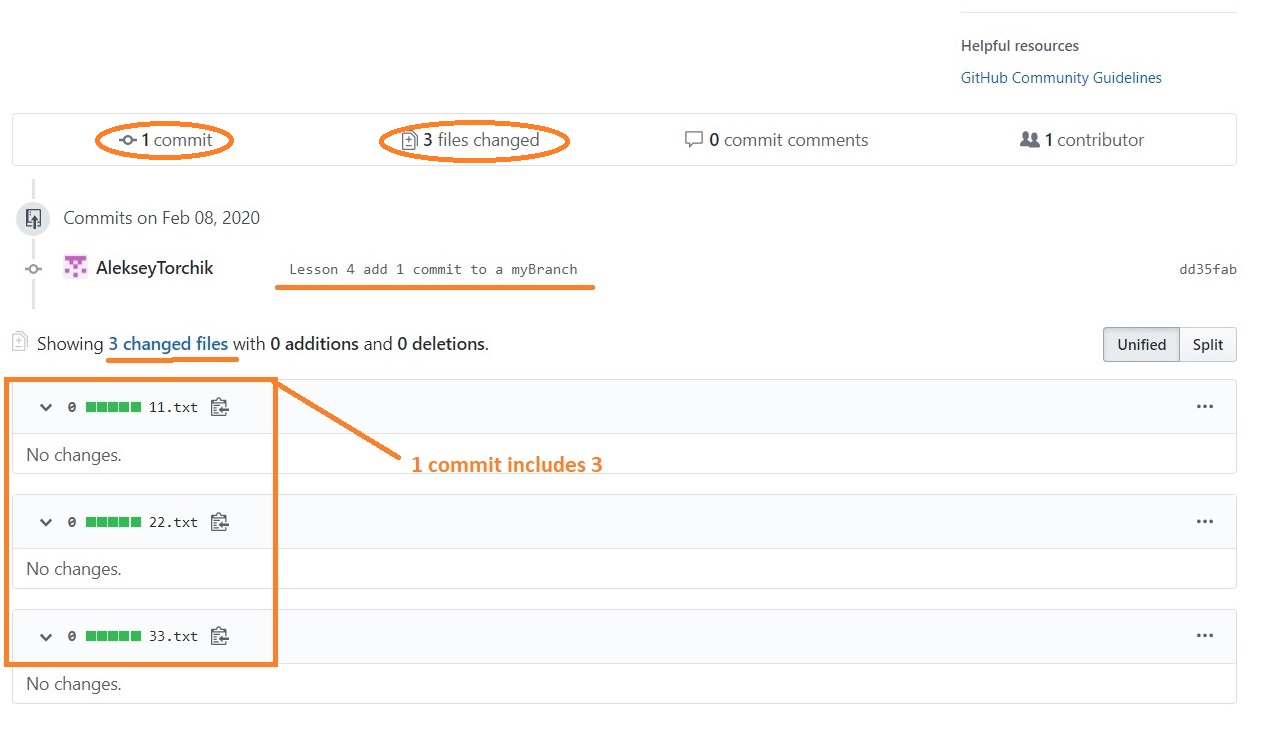 Helpful resources
GitHub Community Guidelines
1 commit 3 files changed 0 commit comments 1 contributor
Commits on Feb 08, 2020
AlekseyTorchik Lesson 4 add 1 commit to a myBranch dd35fab
Showing 3 changed files with 0 additions and 0 deletions. Unified Split
0 11.txt
No changes.
1 commit includes 3
0 22.txt
No changes.
0 33.txt
No changes.